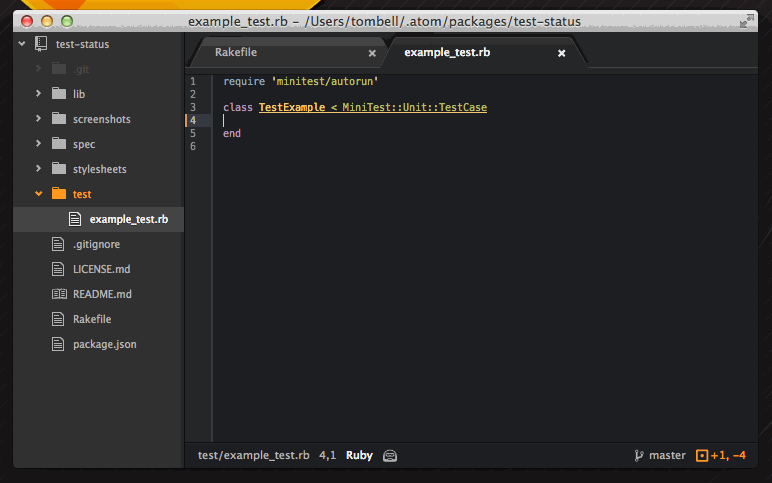 example_test.rb – /Users/tombell/.atom/packages/test-status
test-status
.git
lib
screenshots
spec
stylesheets
test
example_test.rb
.gitignore
LICENSE.md
README.md
Rakefile
package.json
Rakefile
example_test.rb
1 require 'minitest/autorun'
2
3 class TestExample < MiniTest::Unit::TestCase
4
5 end
6
test/example_test.rb 4,1 Ruby master +1, -4